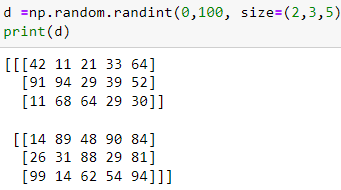 d =np.random.randint(0,100, size=(2,3,5)
print(d)
[[[42 11 21 33 64]
[91 94 29 39 52]
[11 68 64 29 30]]
[[14 89 48 90 84]
[26 31 88 29 81]
[99 14 62 54 94]]]